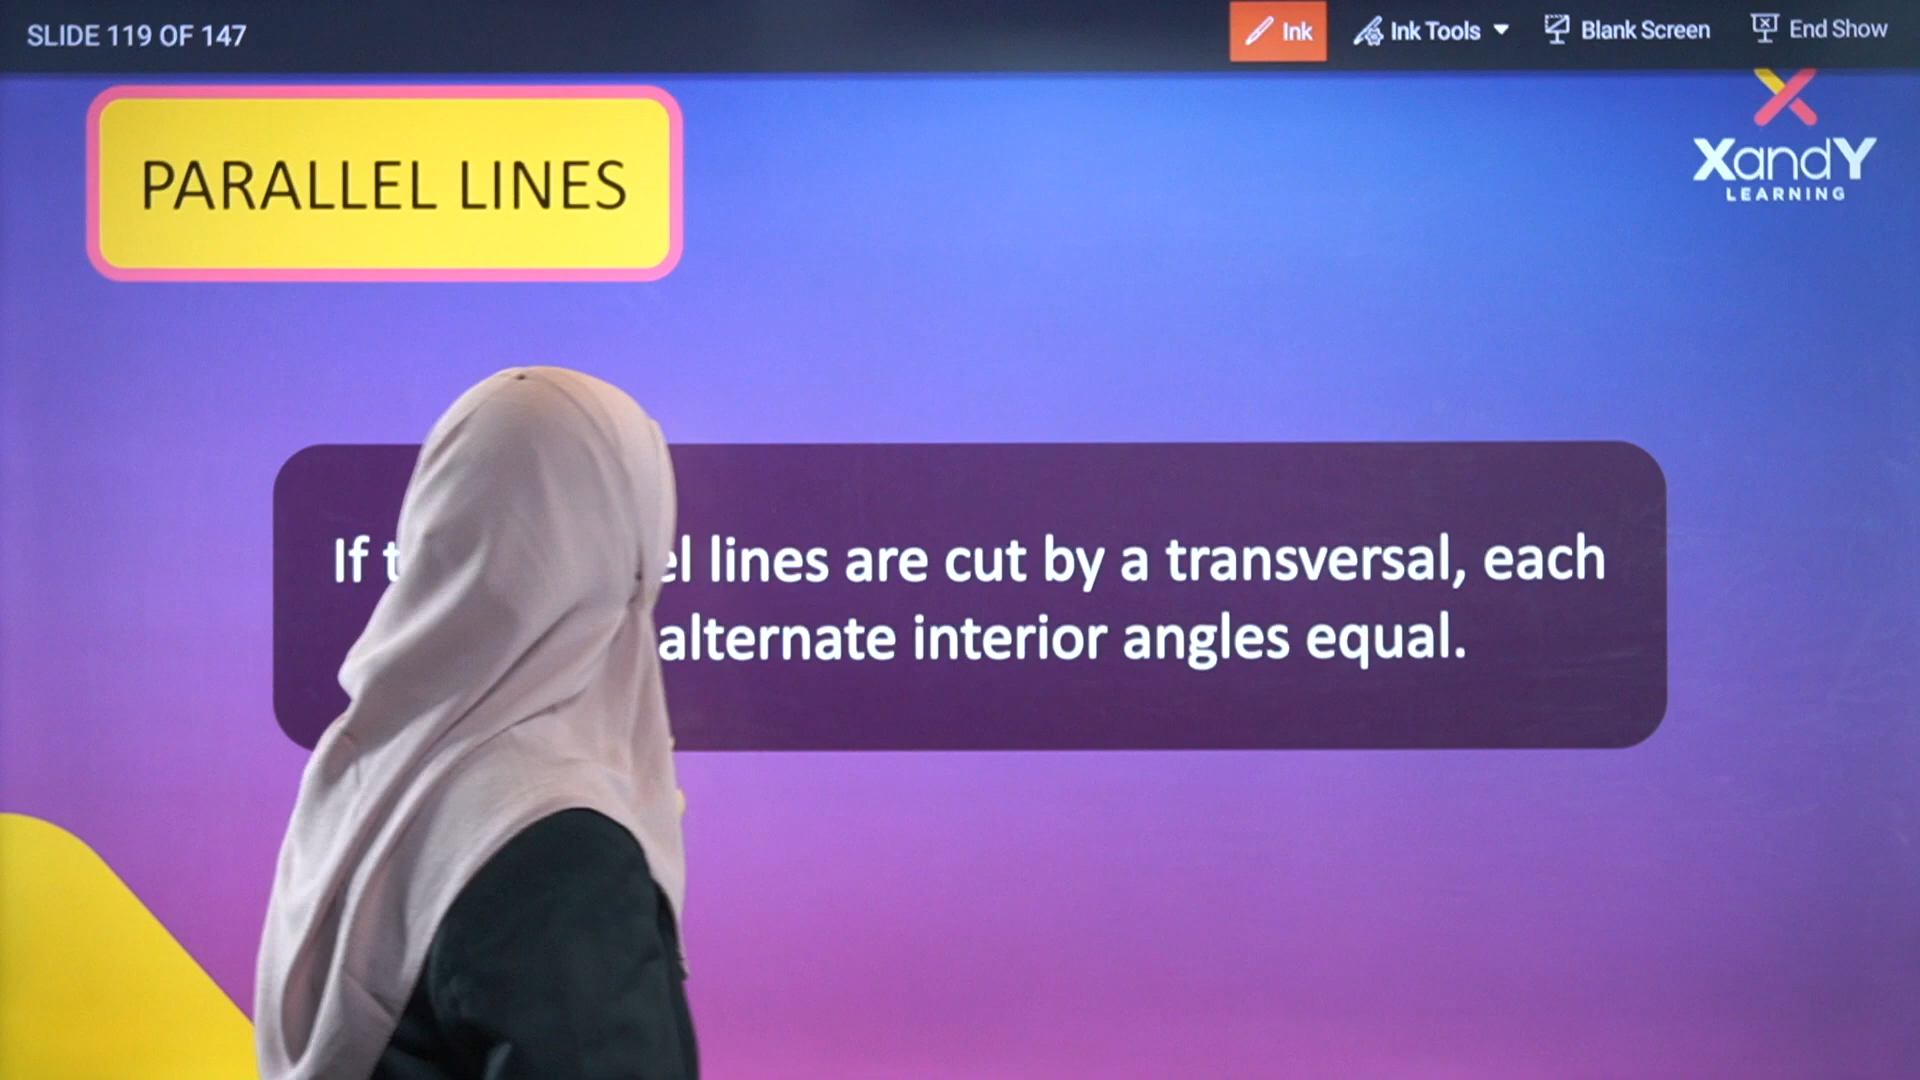 SLIDE 119 OF 147
Ink
Ink Tools
Blank Screen
End Show
XandY
LEARNING
PARALLEL LINES
If lines are cut by a transversal, each
alternate interior angles equal.